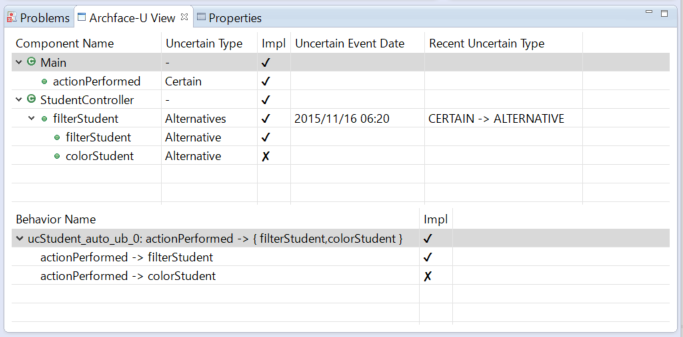 Problems Archface-U View Properties
Component Name Uncertain Type Impl Uncertain Event Date Recent Uncertain Type
Main - ✓
actionPerformed Certain ✓
StudentController - ✓
filterStudent Alternatives ✓ 2015/11/16 06:20 CERTAIN -> ALTERNATIVE
filterStudent Alternative ✓
colorStudent Alternative ✗
Behavior Name Impl
ucStudent_auto_ub_0: actionPerformed -> { filterStudent,colorStudent } ✓
actionPerformed -> filterStudent ✓
actionPerformed -> colorStudent ✗